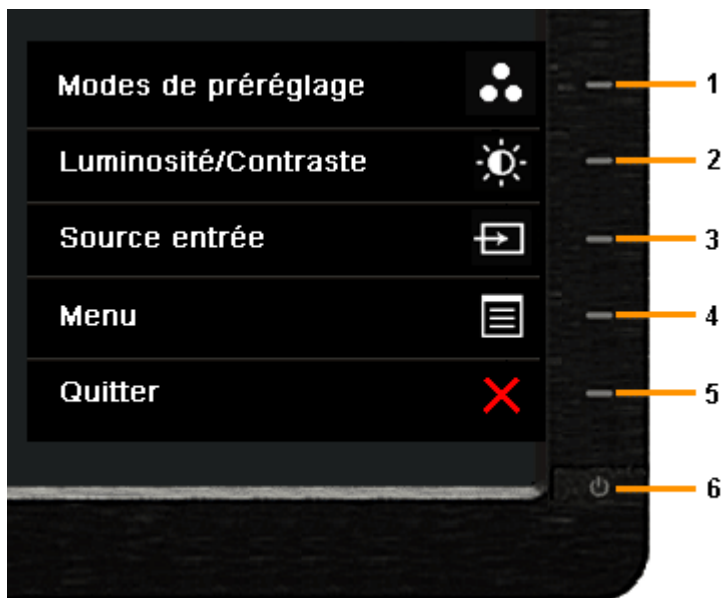 Modes de préréglage 1
Luminosité/Contraste 2
Source entrée 3
Menu 4
Quitter 5
6